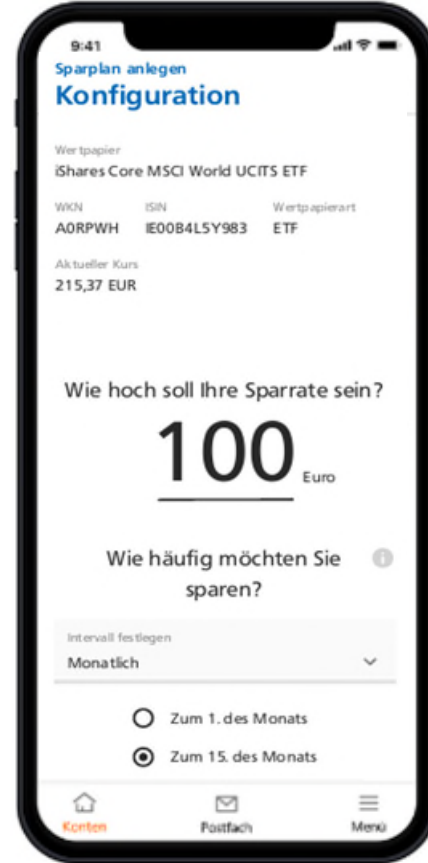 9:41
Sparplan anlegen
Konfiguration
Wertpapier
iShares Core MSCI World UCITS ETF
WKN ISIN Wertpapierart
A0RPWH IE00B4L5Y983 ETF
Aktueller Kurs
215,37 EUR
Wie hoch soll Ihre Sparrate sein?
100 Euro
Wie häufig möchten Sie
sparen?
Intervall festlegen
Monatlich
Zum 1. des Monats
Zum 15. des Monats
Konten Postfach Menü